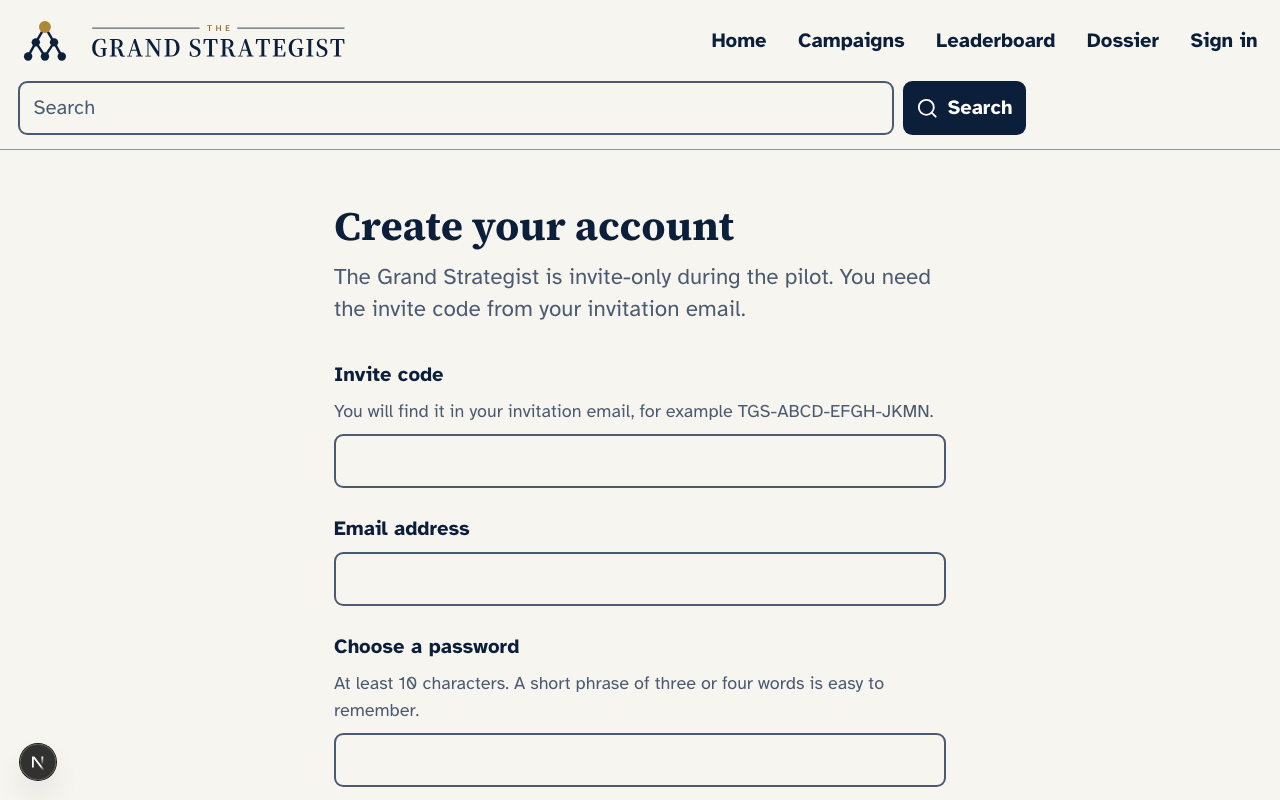 THE
GRAND STRATEGIST
Home Campaigns Leaderboard Dossier Sign in
Search Search
Create your account
The Grand Strategist is invite-only during the pilot. You need
the invite code from your invitation email.
Invite code
You will find it in your invitation email, for example TGS-ABCD-EFGH-JKMN.
Email address
Choose a password
At least 10 characters. A short phrase of three or four words is easy to
remember.
N